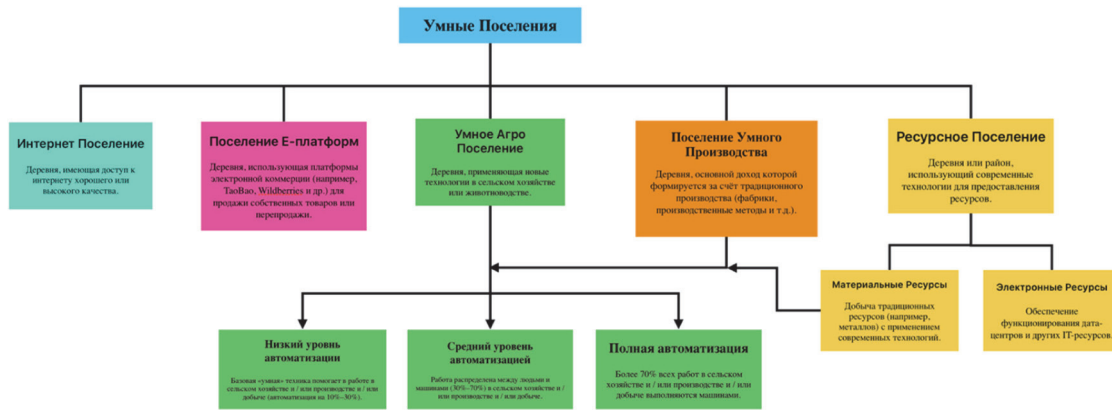 Умные Поселения
Интернет Поселение
Деревня, имеющая доступ к
интернету хорошего или
высокого качества.
Поселение Е-платформ
Деревня, использующая платформы
электронной коммерции (например,
TaoBao, Wildberries и др.) для
продажи собственных товаров или
перепродажи.
Умное Агро
Поселение
Деревня, применяющая новые
технологии в сельском хозяйстве
или животноводстве.
Поселение Умного
Производства
Деревня, основной доход которой
формируется за счёт традиционного
производства (фабрики,
производственные методы и т.д.).
Ресурсное Поселение
Деревня или район,
использующий современные
технологии для предоставления
ресурсов.
Материальные Ресурсы
Добыча традиционных
ресурсов (например,
металлов) с применением
современных технологий.
Электронные Ресурсы
Обеспечение
функционирования дата-
центров и других IT-ресурсов.
Низкий уровнь
автоматизации
Базовая «умная» техника помогает в работе в
сельском хозяйстве и / или производстве и / или
добыче (автоматизация на 10%–30%).
Средний уровень
автоматизацией
Работа распределена между людьми и
машинами (30%–70%) в сельском хозяйстве и /
или производстве и / или добыче.
Полная автоматизация
Более 70% всех работ в сельском
хозяйстве и / или производстве и / или
добыче выполняются машинами.